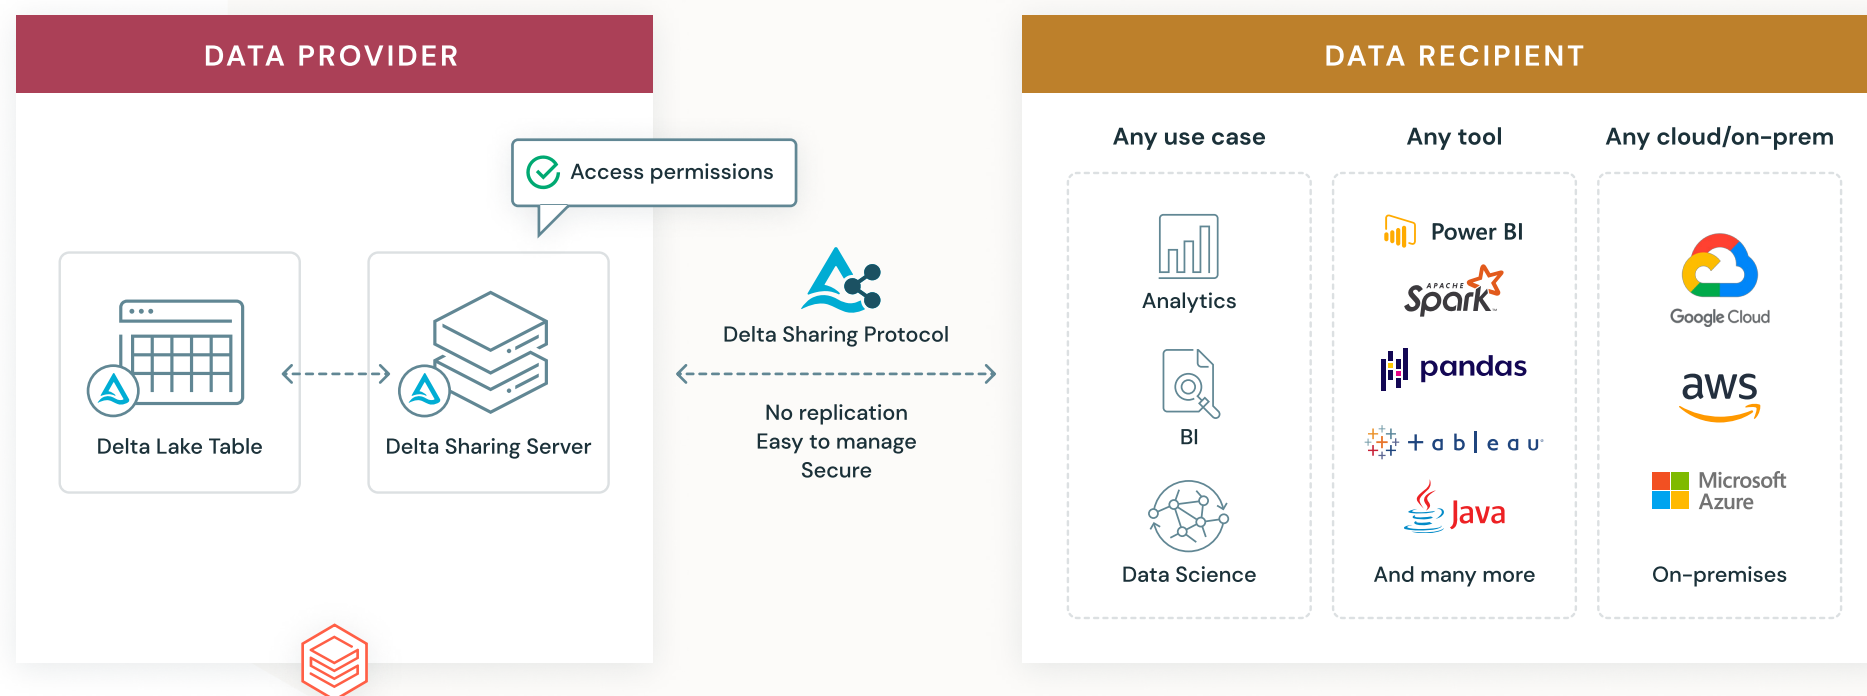 DATA PROVIDER
Access permissions
Delta Lake Table
Delta Sharing Server
Delta Sharing Protocol
No replication
Easy to manage
Secure
DATA RECIPIENT
Any use case
Analytics
BI
Data Science
Any tool
Power BI
APACHE
Spark
pandas
+ableau
Java
And many more
Any cloud/on-prem
Google Cloud
aws
Microsoft
Azure
On-premises